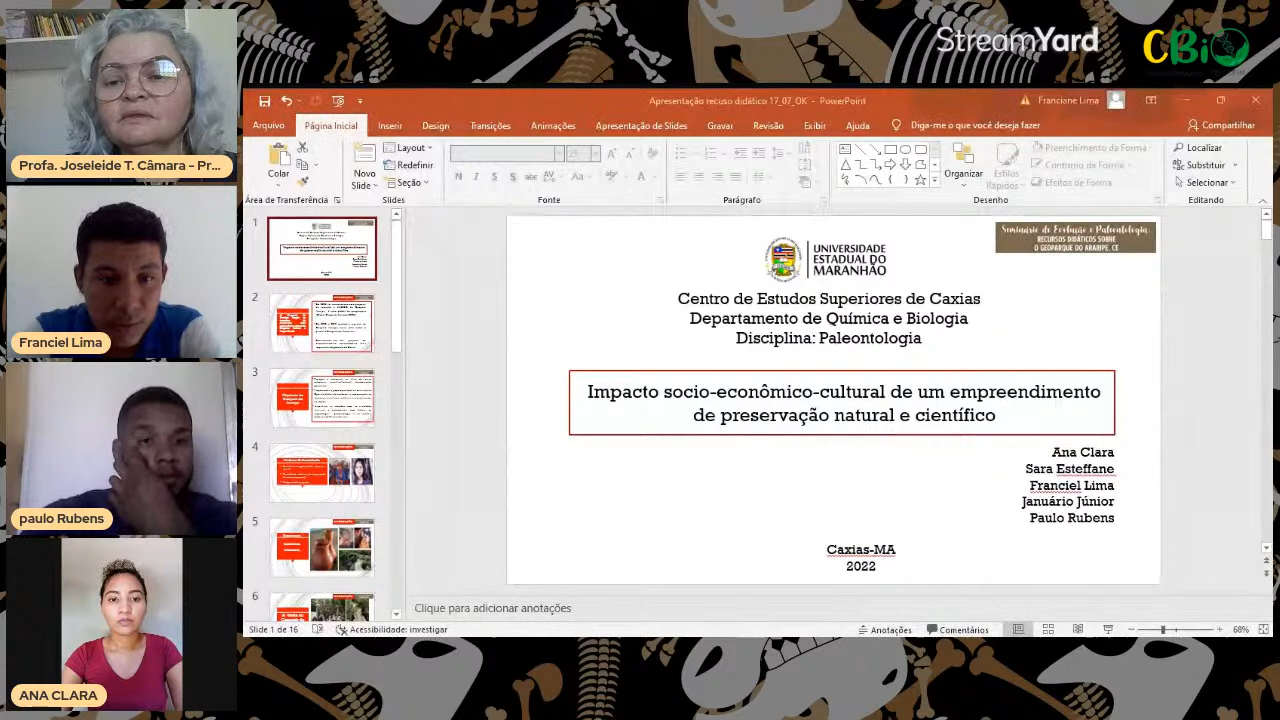 StreamYard
CBiO
Profa. Joseleide T. Câmara - Pr...
Franciel Lima
paulo Rubens
ANA CLARA
Apresentação recuso didático 17_07_OK - PowerPoint
Franciane Lima
Arquivo
Página Inicial
Inserir
Design
Transições
Animações
Apresentação de Slides
Gravar
Revisão
Exibir
Ajuda
Diga-me o que você deseja fazer
Compartilhar
Colar
Novo
Slide
Layout
Redefinir
Seção
Organizar
Estilos
Rápidos
Preenchimento da Forma
Contorno da Forma
Efeitos de Forma
Localizar
Substituir
Selecionar
Área de Transferência
Slides
Fonte
Parágrafo
Desenho
Editando
1
2
3
4
5
6
UNIVERSIDADE
ESTADUAL DO
MARANHÃO
Seminário de Evolução e Paleontologia:
RECURSOS DIDÁTICOS SOBRE
O GEOPARQUE DO ARARIPE, CE
Centro de Estudos Superiores de Caxias
Departamento de Química e Biologia
Disciplina: Paleontologia
Impacto socio-econômico-cultural de um empreendimento
de preservação natural e científico
Ana Clara
Sara Esteffane
Franciel Lima
Januário Júnior
Paulo Rubens
Caxias-MA
2022
Clique para adicionar anotações
Slide 1 de 16
Acessibilidade: investigar
Anotações
Comentários
68%